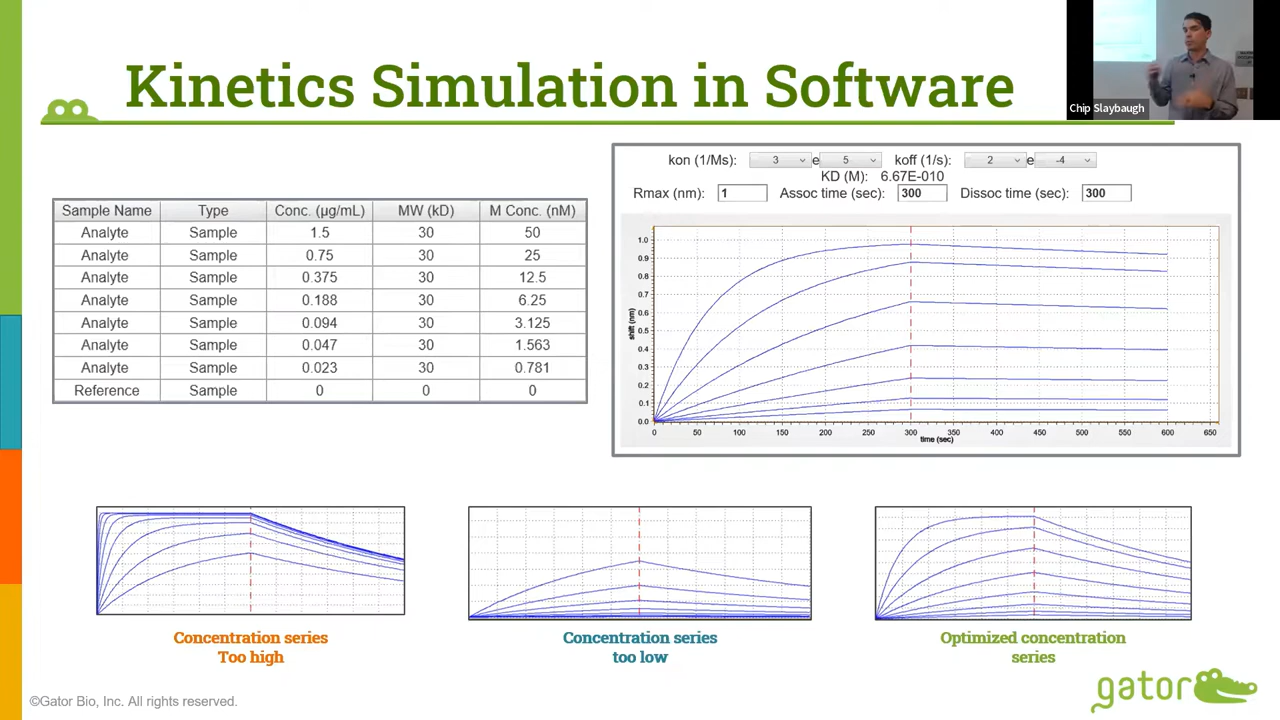 Kinetics Simulation in Software
Chip Slaybaugh
Sample Name Type Conc. (µg/mL) MW (kD) M Conc. (nM)
Analyte Sample 1.5 30 50
Analyte Sample 0.75 30 25
Analyte Sample 0.375 30 12.5
Analyte Sample 0.188 30 6.25
Analyte Sample 0.094 30 3.125
Analyte Sample 0.047 30 1.563
Analyte Sample 0.023 30 0.781
Reference Sample 0 0 0
kon (1/Ms): 3 e 5 koff (1/s): 2 e -4
KD (M): 6.67E-010
Rmax (nm): 1 Assoc time (sec): 300 Dissoc time (sec): 300
1.0
0.9
0.8
0.7
0.6
0.5
0.4
0.3
0.2
0.1
0.0
shift (nm)
0 50 100 150 200 250 300 350 400 450 500 550 600 650
time (sec)
Concentration series
Too high
Concentration series
too low
Optimized concentration
series
©Gator Bio, Inc. All rights reserved.
gator